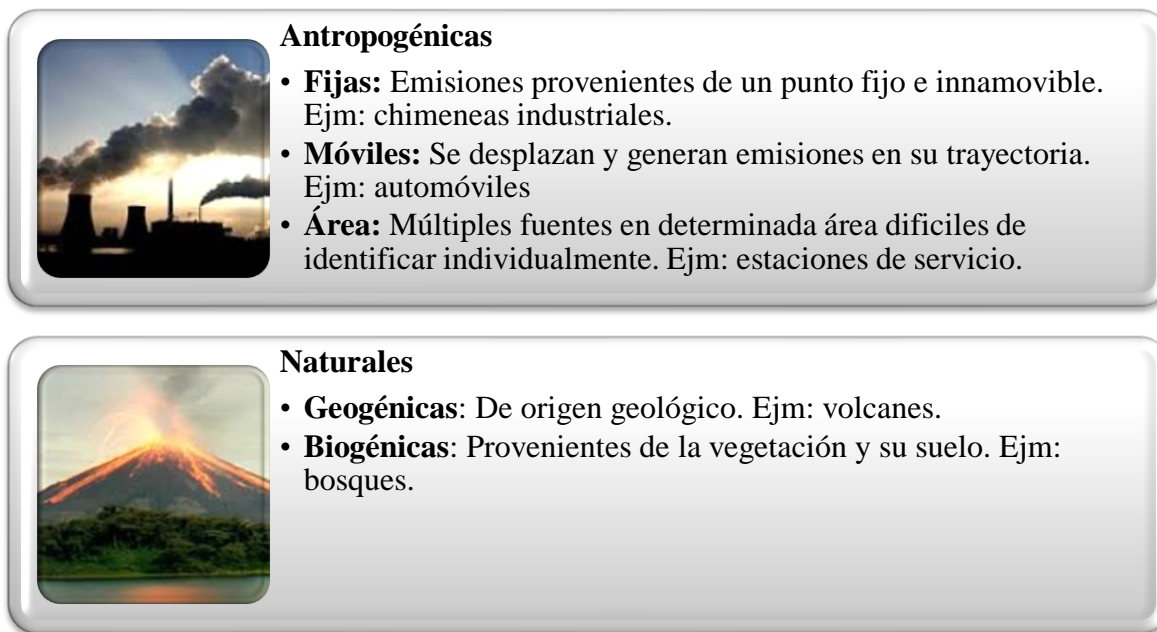 Antropogénicas
• Fijas: Emisiones provenientes de un punto fijo e innamovible.
Ejm: chimeneas industriales.
• Móviles: Se desplazan y generan emisiones en su trayectoria.
Ejm: automóviles
• Área: Múltiples fuentes en determinada área dificiles de
identificar individualmente. Ejm: estaciones de servicio.
Naturales
• Geogénicas: De origen geológico. Ejm: volcanes.
• Biogénicas: Provenientes de la vegetación y su suelo. Ejm:
bosques.